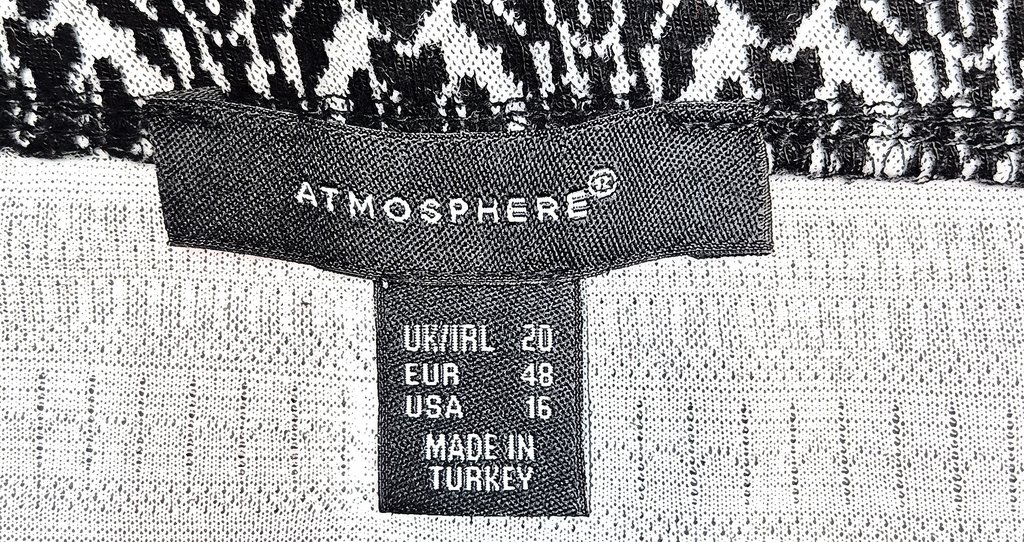 ATMOSPHERE®
UK/IRL 20
EUR 48
USA 16
MADE IN
TURKEY